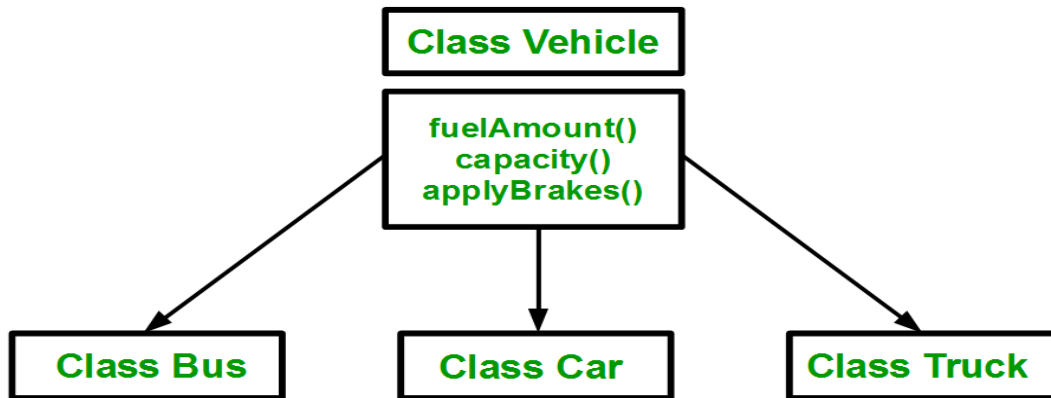 Class Vehicle
fuelAmount()
capacity()
applyBrakes()
Class Bus
Class Car
Class Truck